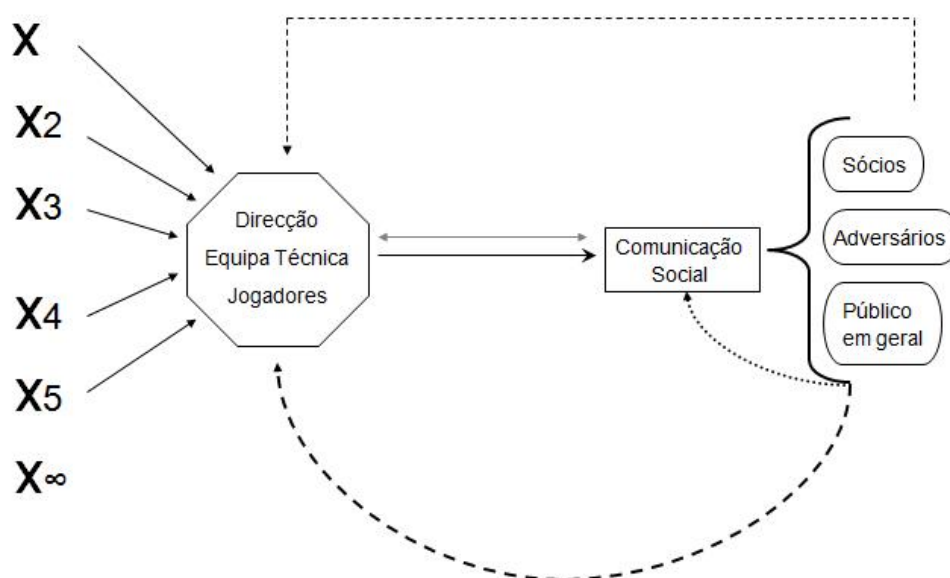 X
X2
X3
X4
X5
X∞
Direcção
Equipa Técnica
Jogadores
Comunicação
Social
Sócios
Adversários
Público
em geral